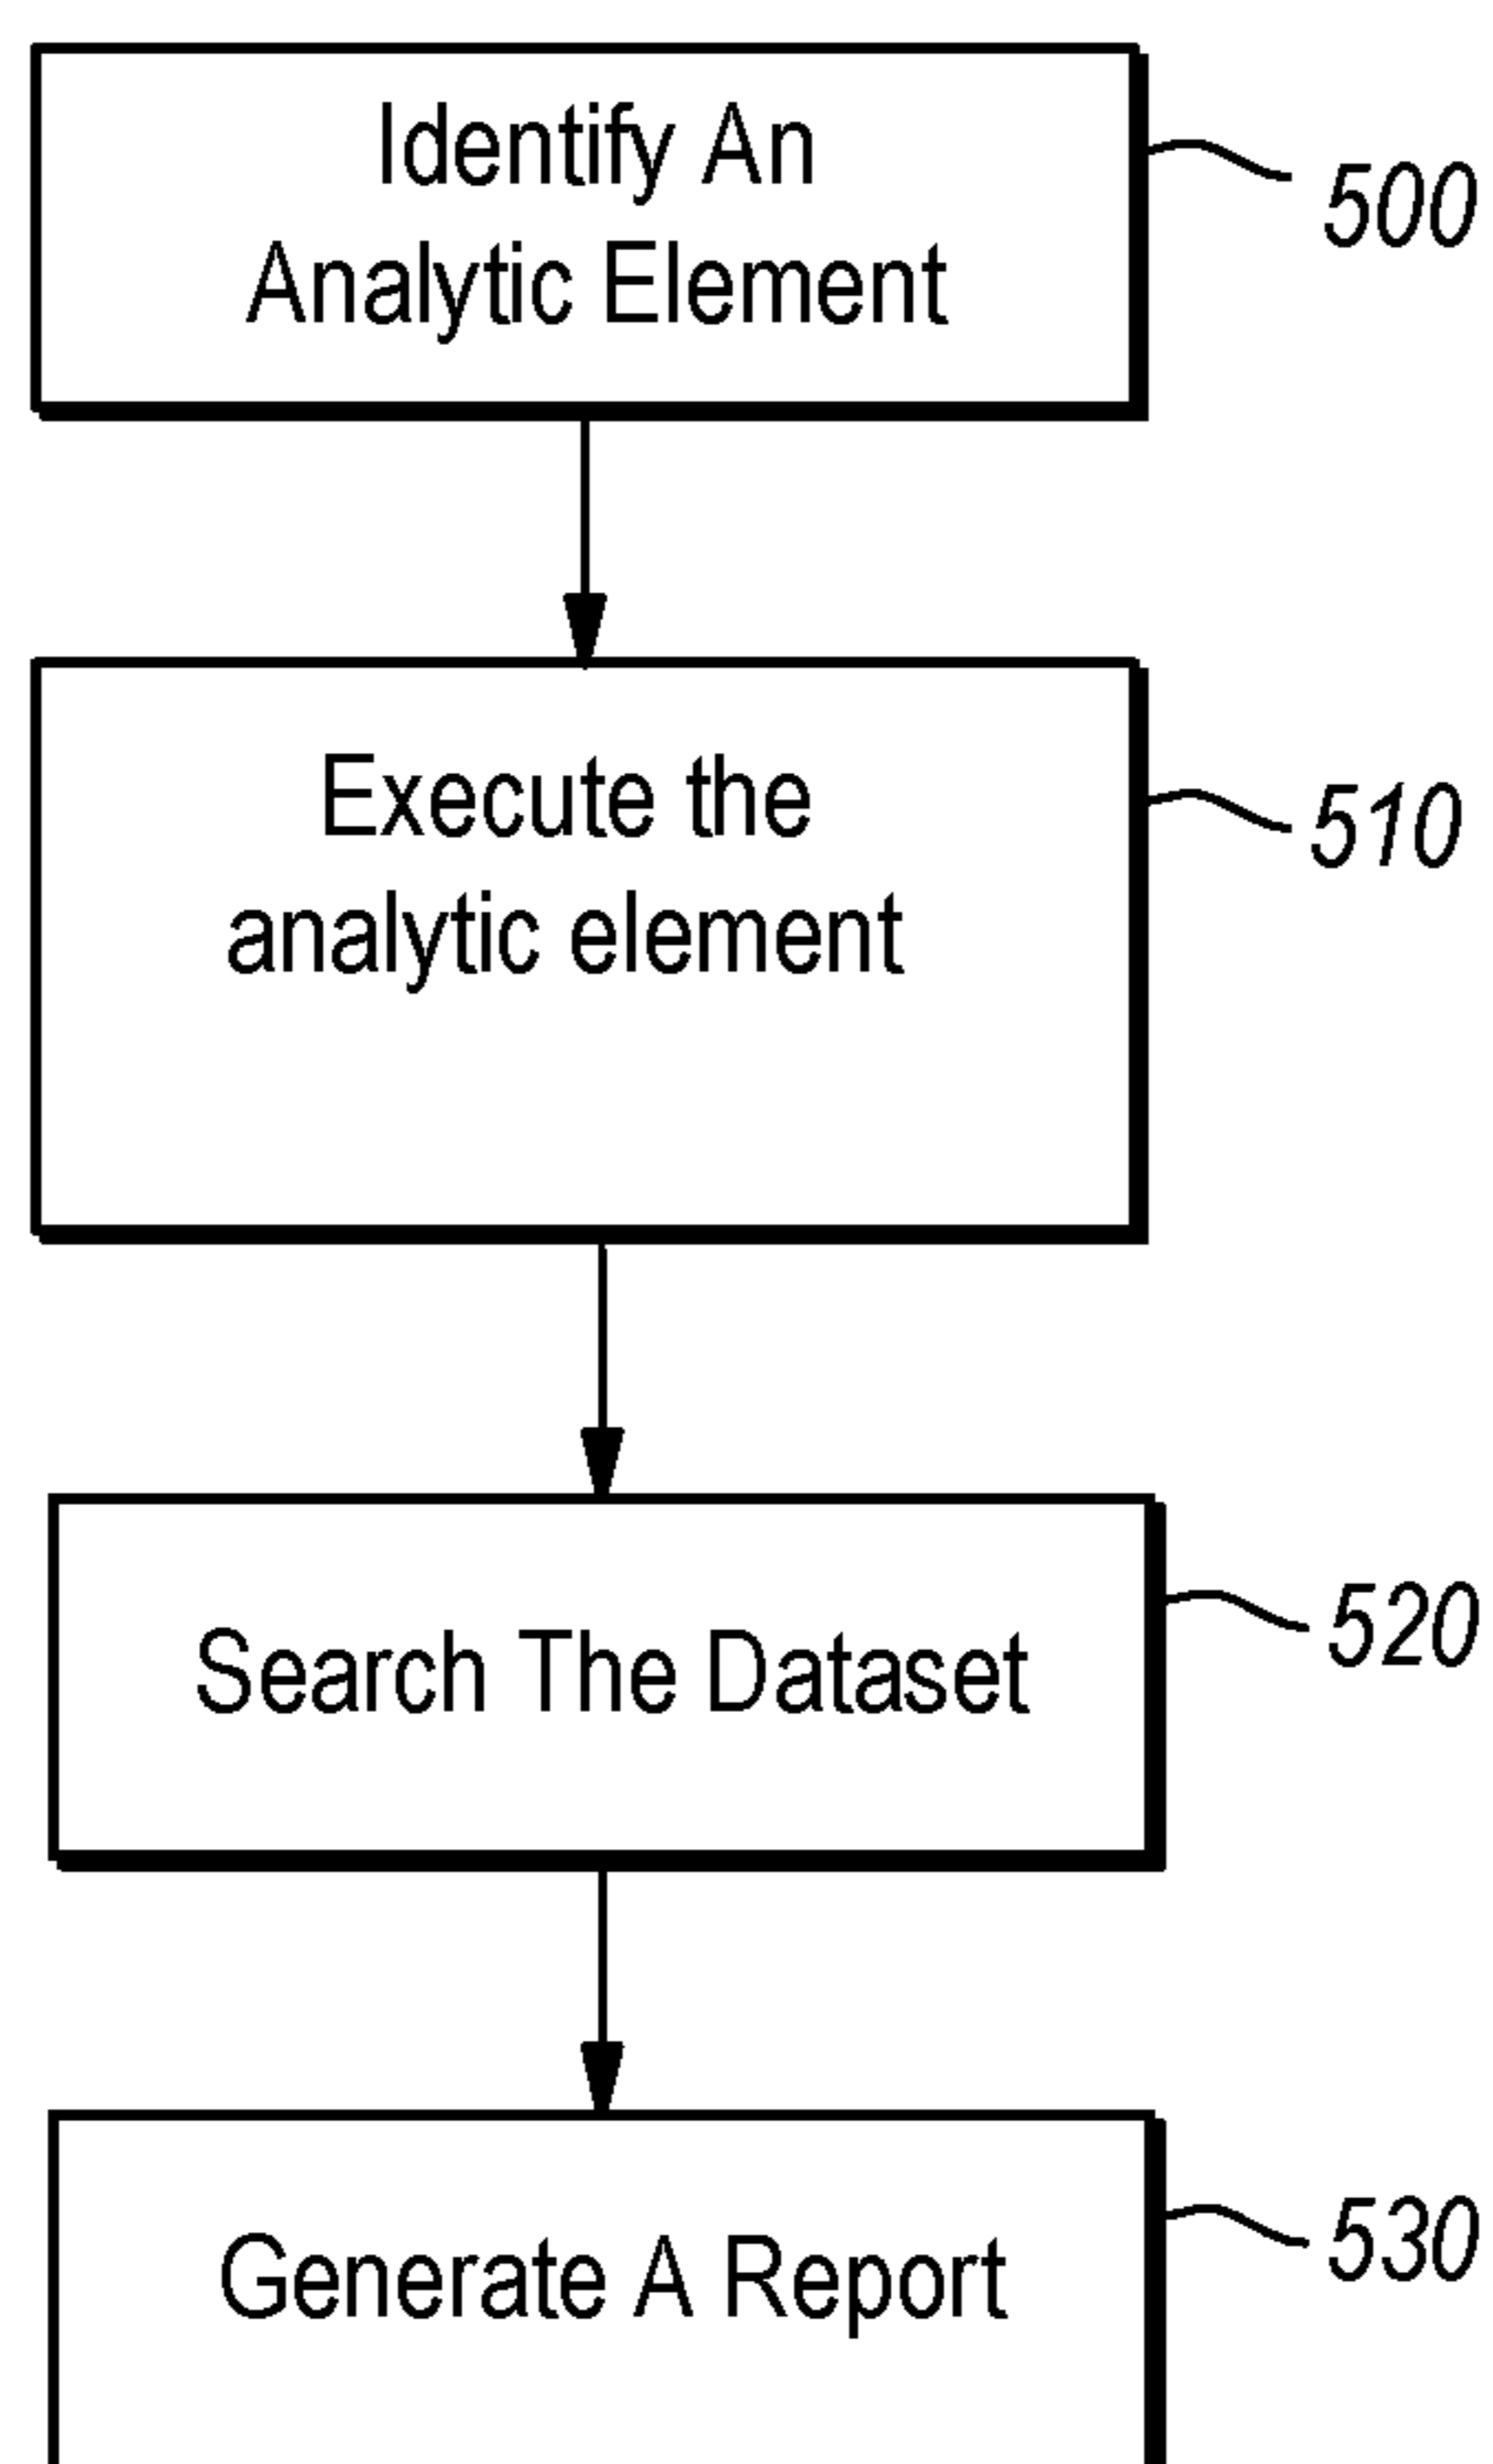 Identify An
Analytic Element
500
Execute the
analytic element
510
Search The Dataset
520
Generate A Report
530